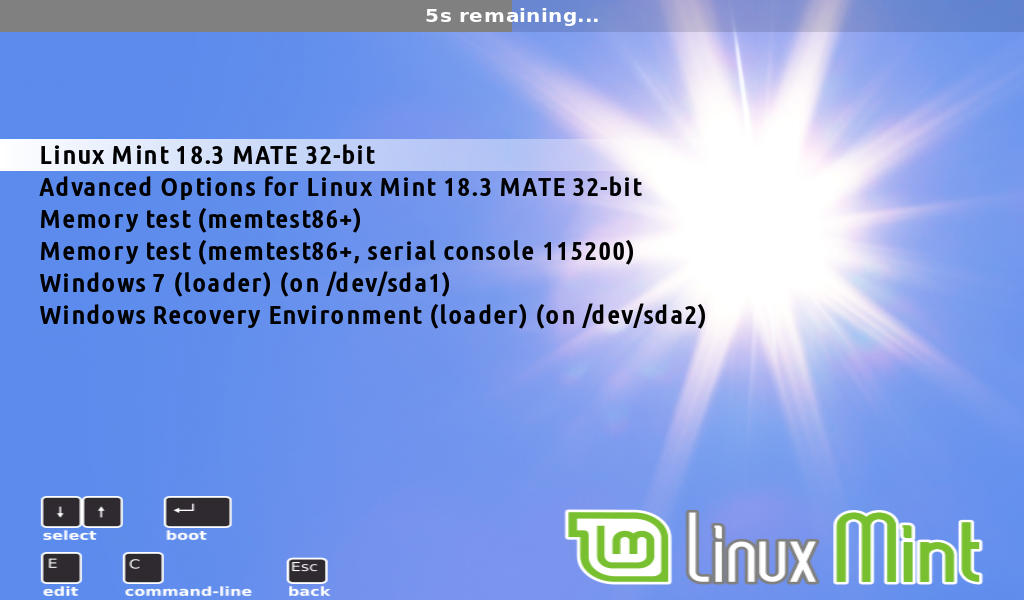 5s remaining...
Linux Mint 18.3 MATE 32-bit
Advanced Options for Linux Mint 18.3 MATE 32-bit
Memory test (memtest86+)
Memory test (memtest86+, serial console 115200)
Windows 7 (loader) (on /dev/sda1)
Windows Recovery Environment (loader) (on /dev/sda2)
↓ ↑ ↵
select boot
E C Esc
edit command-line back
lm Linux Mint